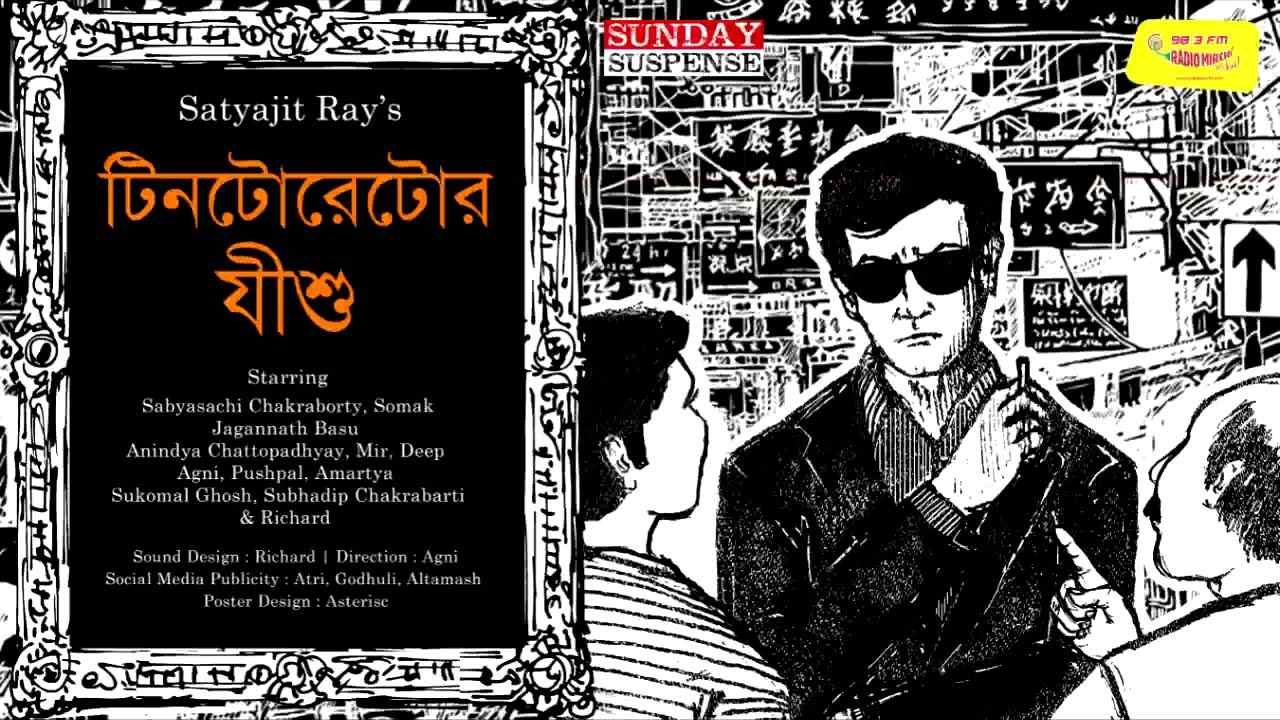 Satyajit Ray's
টিনটোরেটোর
যীশু
Starring
Sabyasachi Chakraborty, Somak
Jagannath Basu
Anindya Chattopadhyay, Mir, Deep
Agni, Pushpal, Amartya
Sukomal Ghosh, Subhadip Chakrabarti
& Richard
Sound Design : Richard | Direction : Agni
Social Media Publicity : Atri, Godhuli, Altamash
Poster Design : Asterisc
SUNDAY
SUSPENSE
98.3 FM
RADIO MIRCHI
24 hr